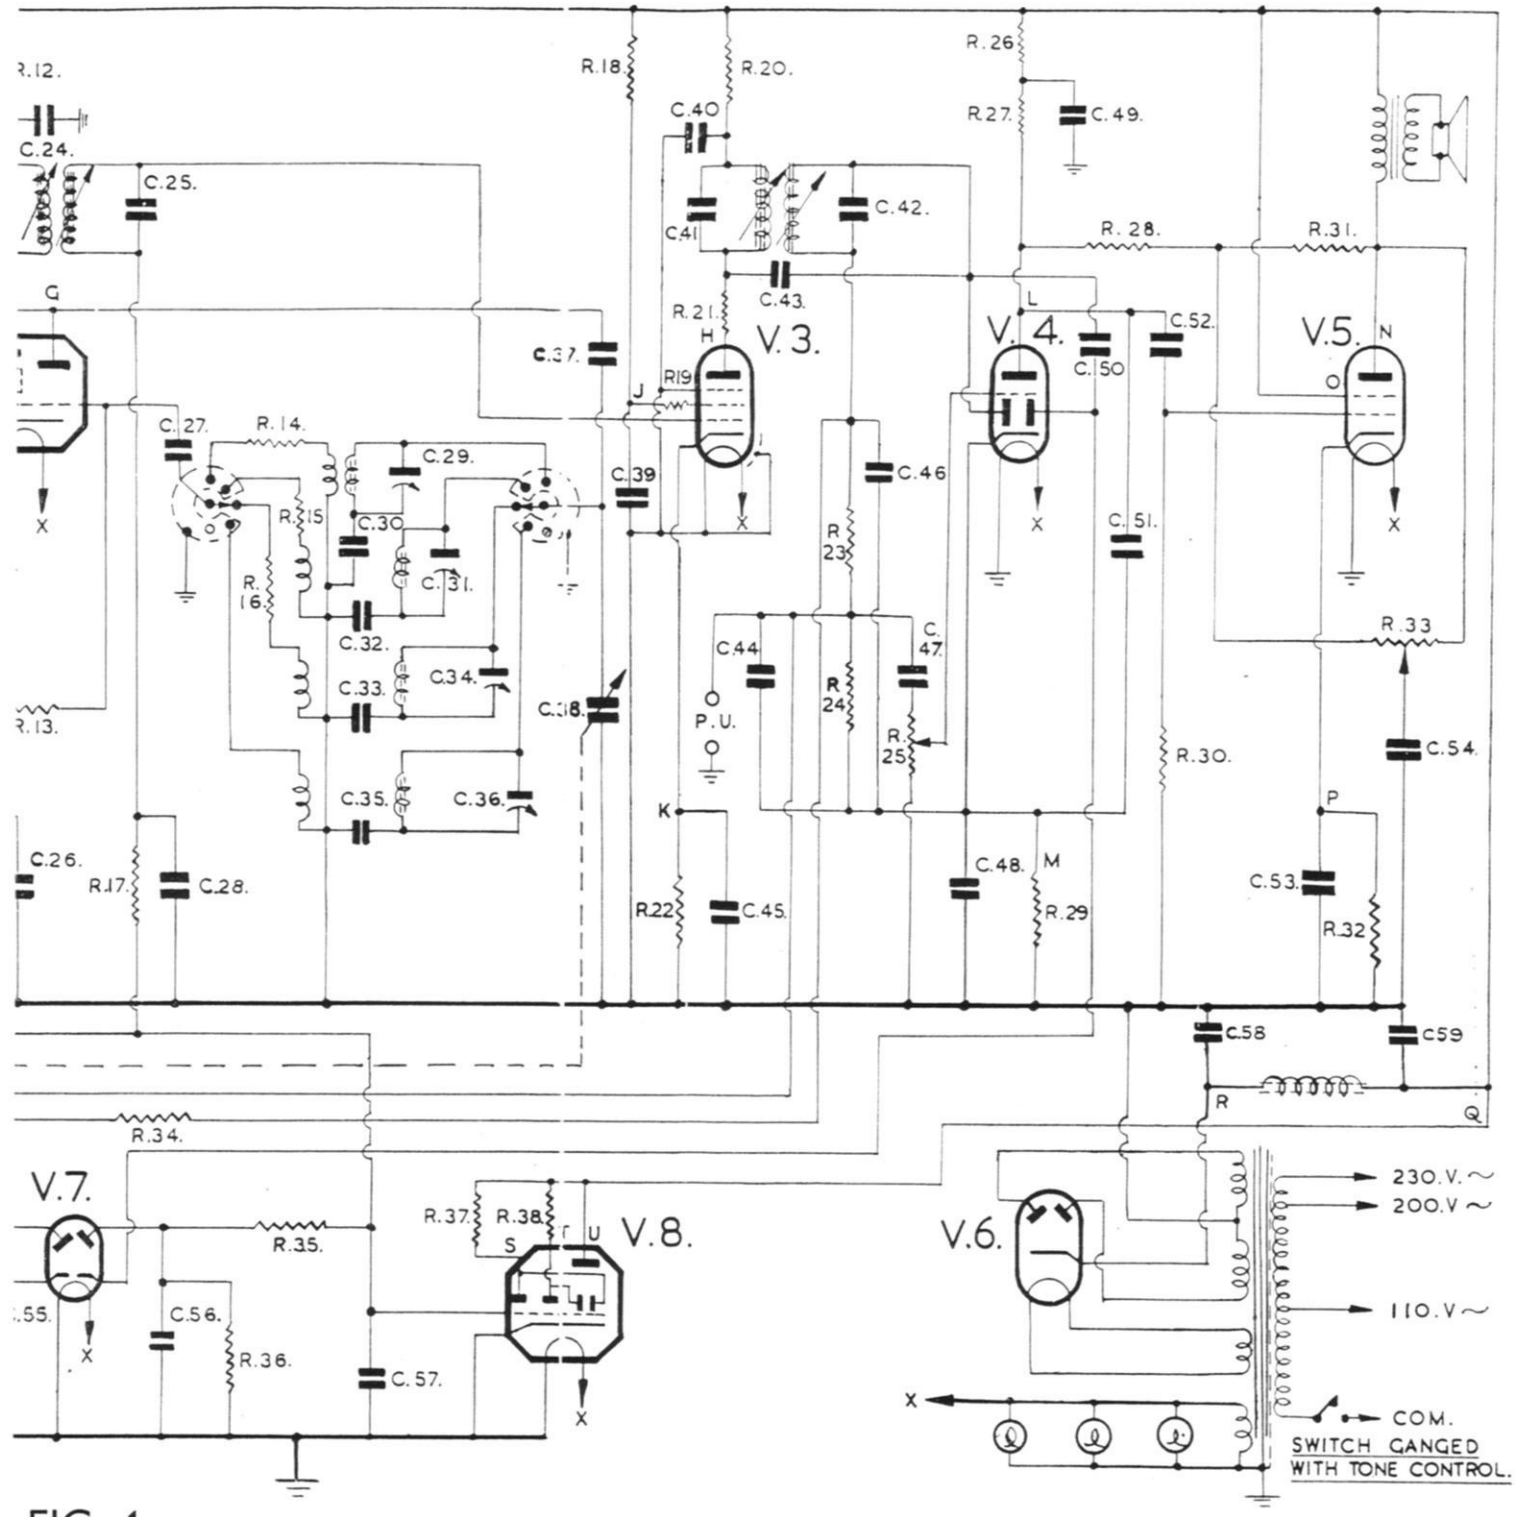 R.12.
C.24.
C.25.
R.18.
R.20.
C.40
C.41
C.42.
C.43.
R.26
R.27.
C.49.
R.28.
R.31.
G
C.37.
R.21.
H
V.3.
R19
J
L
V. 4.
C.50
C.52.
V.5.
N
O
C.27.
R.14.
C.29.
C.30
R.15
C.31.
R.
16.
C.32.
C.33.
C.34.
C.35.
C.36.
C.38.
C.39
X
X
X
X
C.46
R
23
C.51.
C.44
R
24
C.
47.
P.U.
R.
25
R.30.
R.33
C.54.
R.13.
K
P
C.26.
R.17.
C.28.
R.22
C.45.
C.48.
M
R.29
C.53.
R.32
C.58
C59
R
Q
R.34.
V.7.
R.35.
R.37.
R.38.
S
T
U
V.8.
V.6.
230.V.~
200.V~
110.V~
.55.
X
C.56.
R.36.
C.57.
X
X
COM.
SWITCH GANGED
WITH TONE CONTROL.